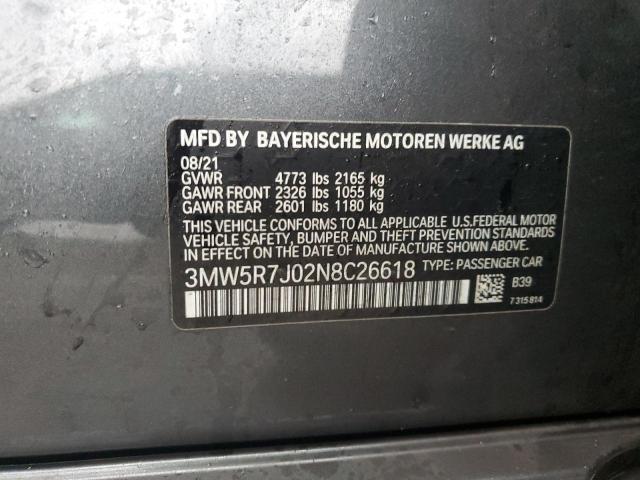 MFD BY BAYERISCHE MOTOREN WERKE AG
08/21
GVWR 4773 lbs 2165 kg
GAWR FRONT 2326 lbs 1055 kg
GAWR REAR 2601 lbs 1180 kg
THIS VEHICLE CONFORMS TO ALL APPLICABLE U.S.FEDERAL MOTOR
VEHICLE SAFETY, BUMPER AND THEFT PREVENTION STANDARDS
IN EFFECT ON THE DATE OF MANUFACTURE SHOWN ABOVE.
3MW5R7J02N8C26618 TYPE: PASSENGER CAR
B39
7315814